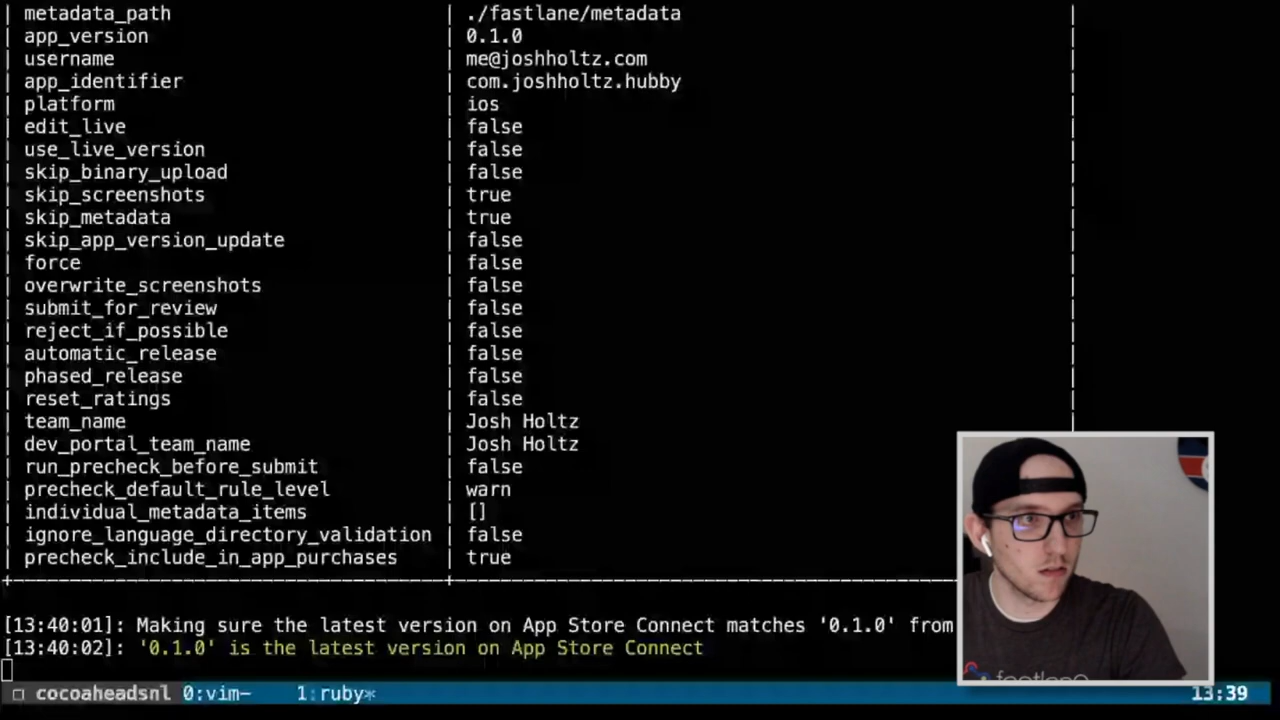 | metadata_path | ./fastlane/metadata |
| app_version | 0.1.0 |
| username | me@joshholtz.com |
| app_identifier | com.joshholtz.hubby |
| platform | ios |
| edit_live | false |
| use_live_version | false |
| skip_binary_upload | false |
| skip_screenshots | true |
| skip_metadata | true |
| skip_app_version_update | false |
| force | false |
| overwrite_screenshots | false |
| submit_for_review | false |
| reject_if_possible | false |
| automatic_release | false |
| phased_release | false |
| reset_ratings | false |
| team_name | Josh Holtz |
| dev_portal_team_name | Josh Holtz
| run_precheck_before_submit | false
| precheck_default_rule_level | warn
| individual_metadata_items | []
| ignore_language_directory_validation | false
| precheck_include_in_app_purchases | true
[13:40:01]: Making sure the latest version on App Store Connect matches '0.1.0' from
[13:40:02]: '0.1.0' is the latest version on App Store Connect
cocoaheadsnl 0:vim- 1:ruby* 13:39